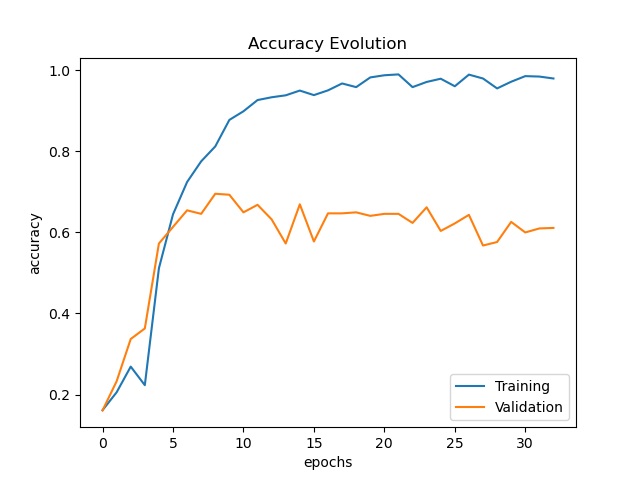 Accuracy Evolution
1.0
0.8
0.6
0.4
0.2
accuracy
0 5 10 15 20 25 30
epochs
Training
Validation